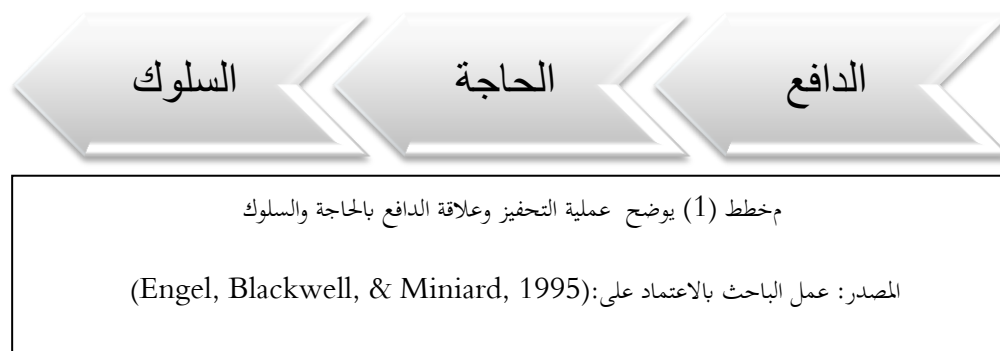 الدافع
الحاجة
السلوك
مخطط (1) يوضح عملية التحفيز وعلاقة الدافع بالحاجة والسلوك
المصدر: عمل الباحث بالاعتماد على:(Engel, Blackwell, & Miniard, 1995)